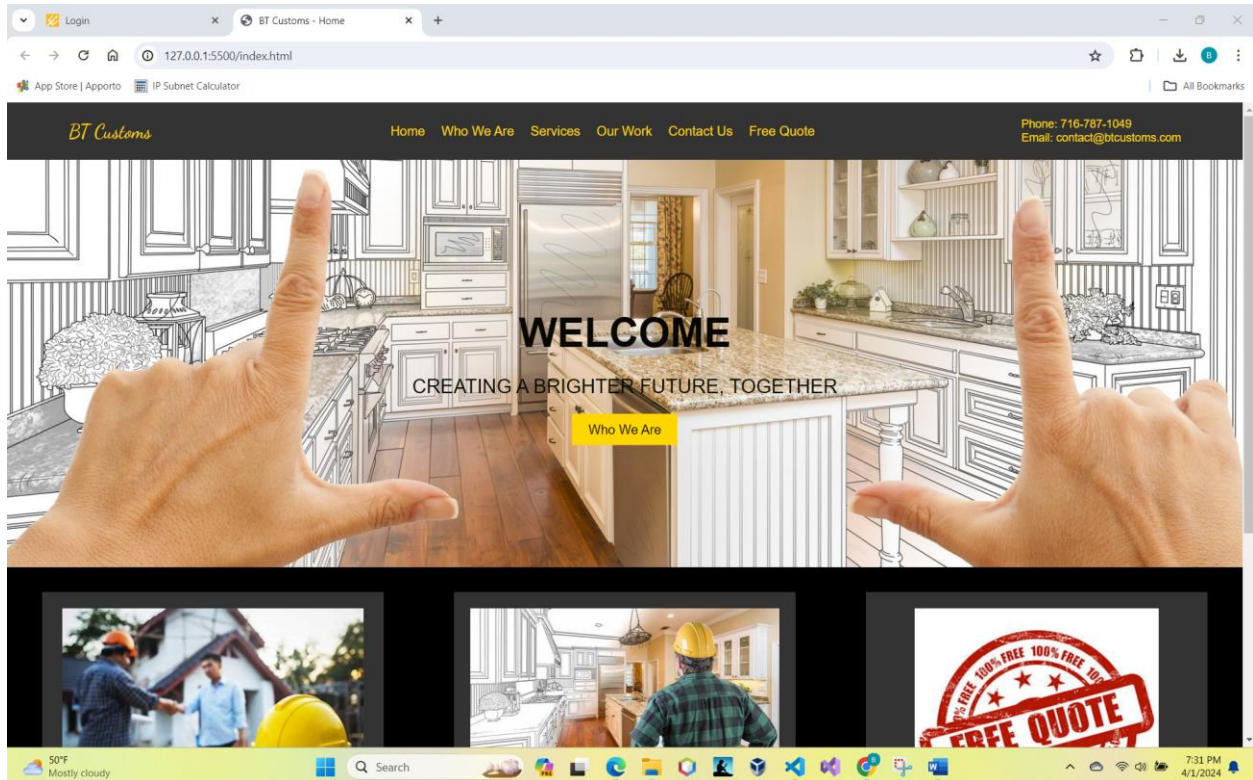 Login
BT Customs - Home
127.0.0.1:5500/index.html
B
App Store | Apporto
IP Subnet Calculator
All Bookmarks
BT Customs
Home Who We Are Services Our Work Contact Us Free Quote
Phone: 716-787-1049
Email: contact@btcustoms.com
WELCOME
CREATING A BRIGHTER FUTURE, TOGETHER
Who We Are
100% FREE 100% FREE 100%
FREE QUOTE
50°F
Mostly cloudy
Search
7:31 PM
4/1/2024